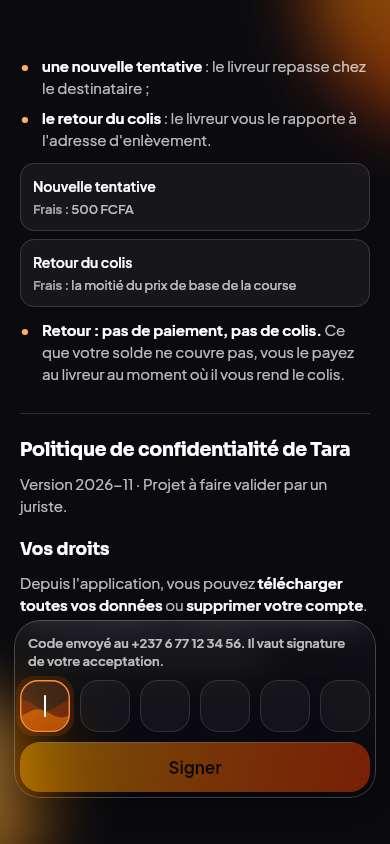 • une nouvelle tentative : le livreur repasse chez
le destinataire ;
• le retour du colis : le livreur vous le rapporte à
l'adresse d'enlèvement.
Nouvelle tentative
Frais : 500 FCFA
Retour du colis
Frais : la moitié du prix de base de la course
• Retour : pas de paiement, pas de colis. Ce
que votre solde ne couvre pas, vous le payez
au livreur au moment où il vous rend le colis.
Politique de confidentialité de Tara
Version 2026-11 · Projet à faire valider par un
juriste.
Vos droits
Depuis l'application, vous pouvez télécharger
toutes vos données ou supprimer votre compte.
Code envoyé au +237 6 77 12 34 56. Il vaut signature
de votre acceptation.
Signer